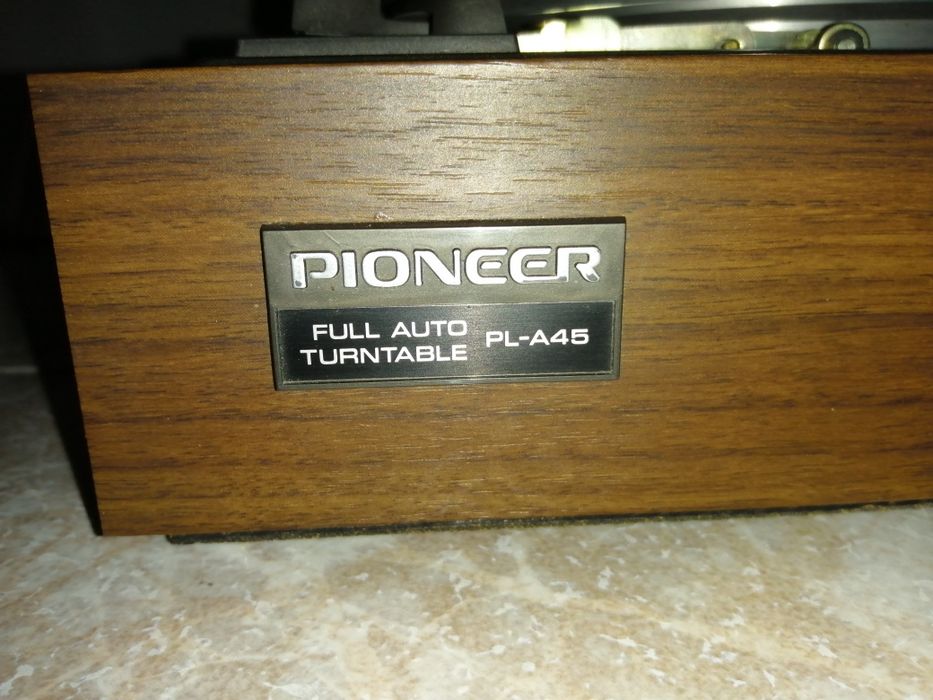 PIONEER
FULL AUTO
TURNTABLE
PL-A45